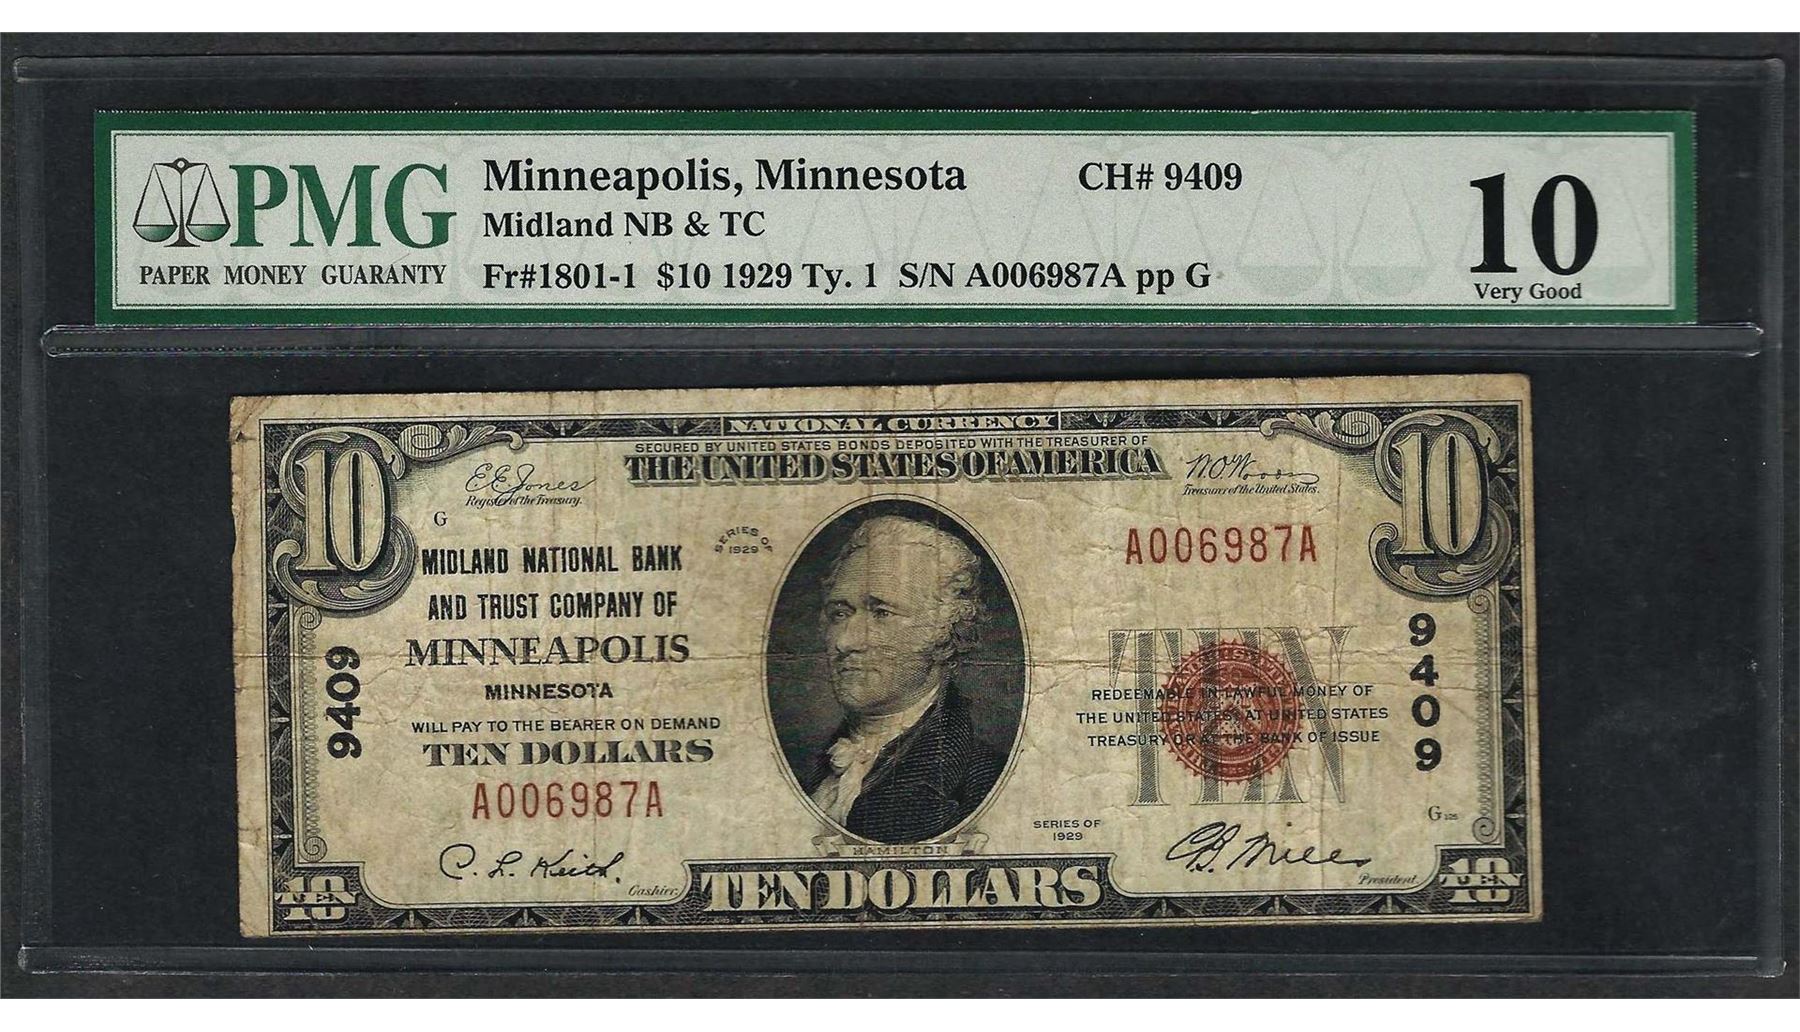 PMG
PAPER MONEY GUARANTY
Minneapolis, Minnesota CH# 9409
Midland NB & TC
Fr#1801-1 $10 1929 Ty. 1 S/N A006987A pp G
10
Very Good
NATIONAL CURRENCY
SECURED BY UNITED STATES BONDS DEPOSITED WITH THE TREASURER OF
THE UNITED STATES OF AMERICA
10
10
E.E. Jones
Register of the Treasury.
W.O. Woods
Treasurer of the United States.
G
SERIES OF
1929
MIDLAND NATIONAL BANK
AND TRUST COMPANY OF
MINNEAPOLIS
MINNESOTA
WILL PAY TO THE BEARER ON DEMAND
TEN DOLLARS
A006987A
A006987A
9409
9409
TEN
REDEEMABLE IN LAWFUL MONEY OF
THE UNITED STATES AT UNITED STATES
TREASURY OR AT THE BANK OF ISSUE
SERIES OF
1929
G
HAMILTON
C. L. Keith.
Cashier.
President.
TEN
10
TEN DOLLARS
TEN
10